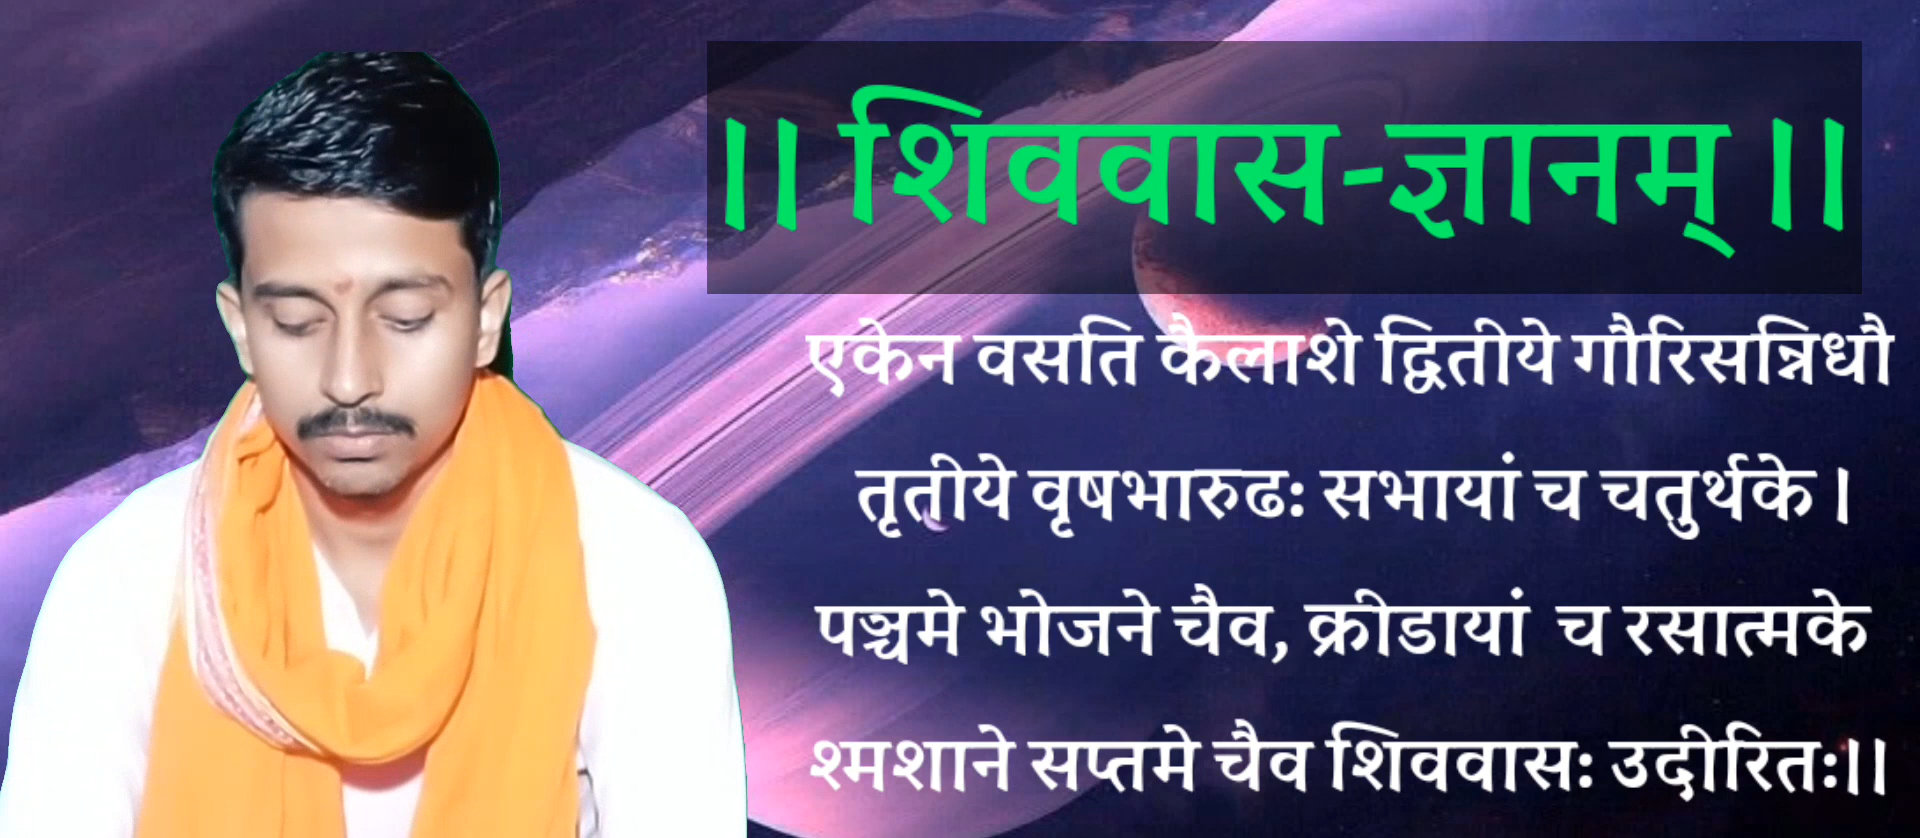 ।। शिववास-ज्ञानम् ।।
एकेन वसति कैलाशे द्वितीये गौरिसन्निधौ
तृतीये वृषभारुढः सभायां च चतुर्थके ।
पञ्चमे भोजने चैव, क्रीडायां च रसात्मके
श्मशाने सप्तमे चैव शिववासः उदीरितः।।